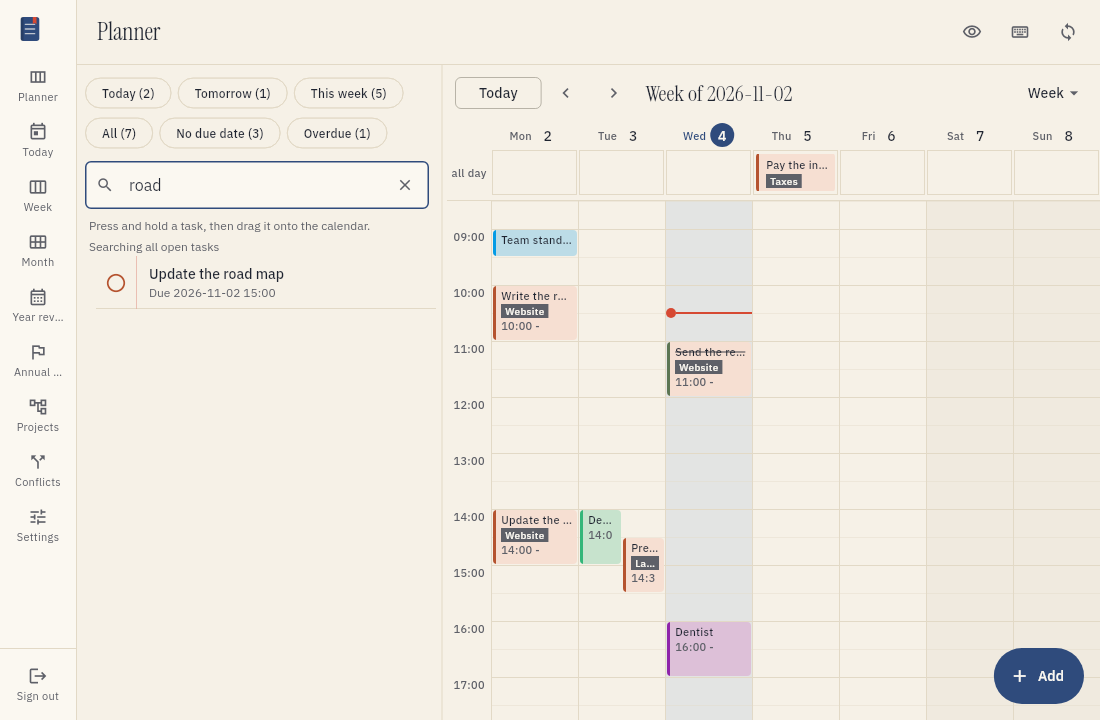 Planner
Planner
Today
Week
Month
Year rev...
Annual ...
Projects
Conflicts
Settings
Sign out
Today (2)
Tomorrow (1)
This week (5)
All (7)
No due date (3)
Overdue (1)
road
Press and hold a task, then drag it onto the calendar.
Searching all open tasks
Update the road map
Due 2026-11-02 15:00
Today
Week of 2026-11-02
Week
Mon 2
Tue 3
Wed 4
Thu 5
Fri 6
Sat 7
Sun 8
all day
Pay the in...
Taxes
09:00
Team stand...
10:00
Write the r...
Website
10:00 -
11:00
Send the re...
Website
11:00 -
12:00
13:00
14:00
Update the ...
Website
14:00 -
De...
14:0
Pre...
La...
14:3
15:00
16:00
Dentist
16:00 -
17:00
Add